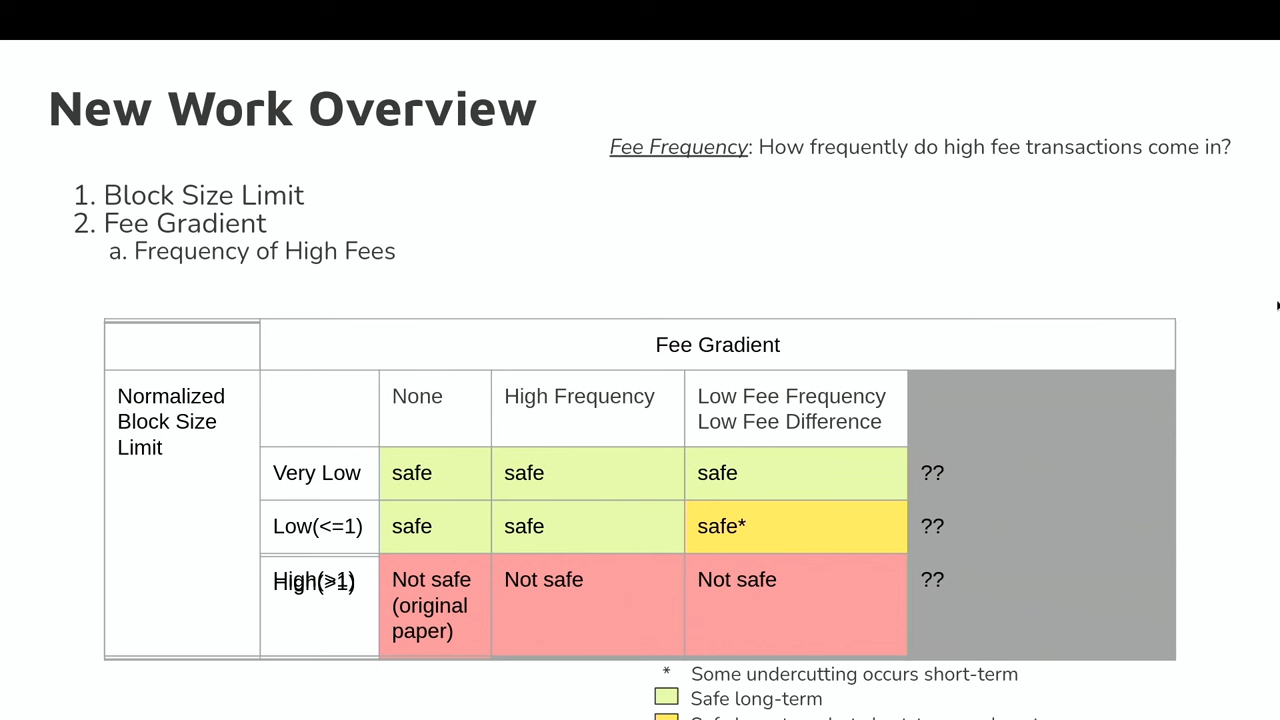 New Work Overview
Fee Frequency: How frequently do high fee transactions come in?
1. Block Size Limit
2. Fee Gradient
a. Frequency of High Fees
Fee Gradient
Normalized
Block Size
Limit
None
High Frequency
Low Fee Frequency
Low Fee Difference
Very Low
safe
safe
safe
??
Low(<=1)
safe
safe
safe*
??
High(>1)
Not safe
(original
paper)
Not safe
Not safe
??
* Some undercutting occurs short-term
Safe long-term